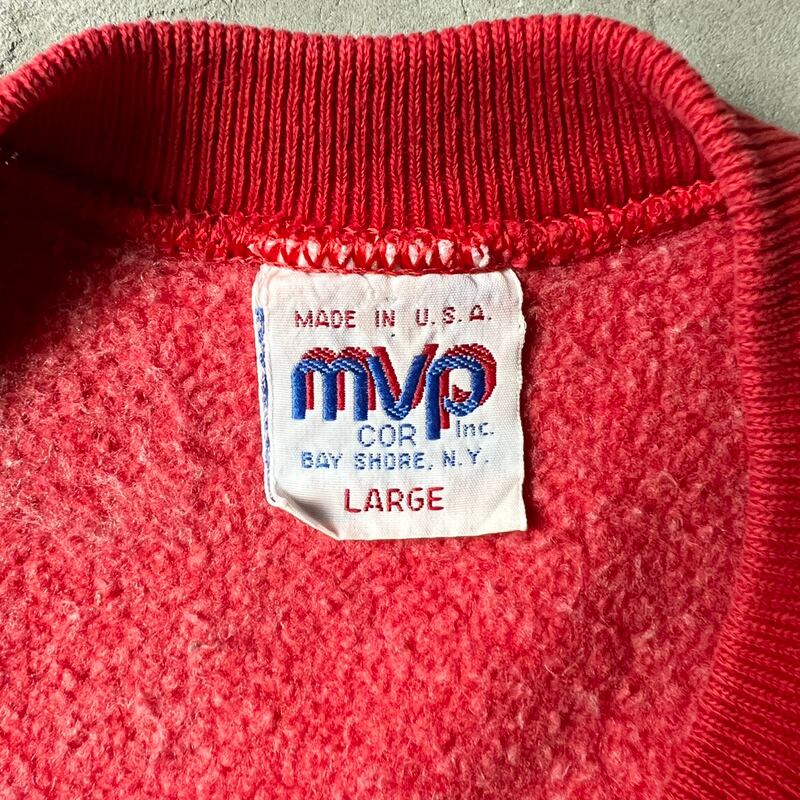 MADE IN U.S.A.
mvp
COR Inc.
BAY SHORE, N.Y.
LARGE